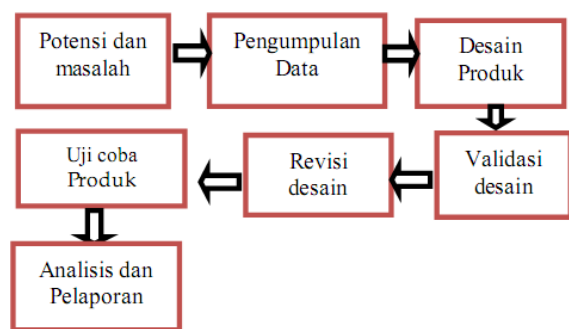 Potensi dan
masalah
Pengumpulan
Data
Desain
Produk
Validasi
desain
Revisi
desain
Uji coba
Produk
Analisis dan
Pelaporan